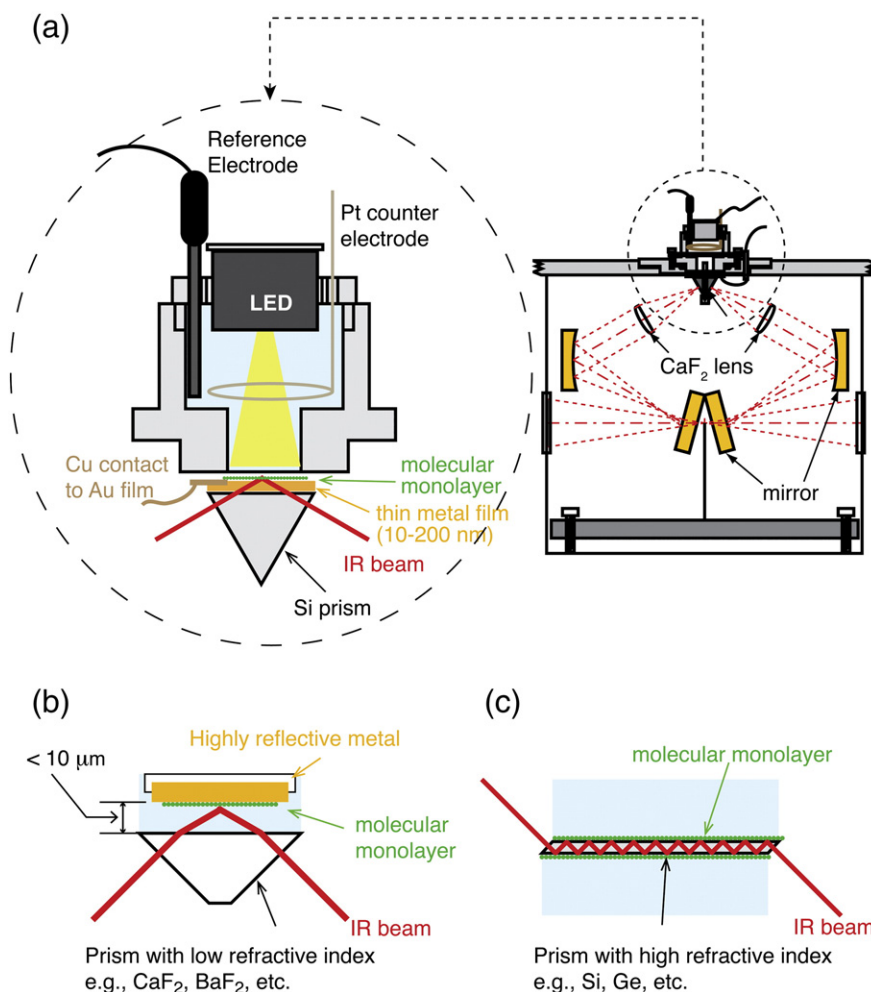 (a)
Reference
Electrode
Pt counter
electrode
LED
CaF₂ lens
Cu contact
to Au film
molecular
monolayer
thin metal film
(10-200 nm)
IR beam
Si prism
mirror
(b)
Highly reflective metal
< 10 μm
molecular
monolayer
IR beam
Prism with low refractive index
e.g., CaF₂, BaF₂, etc.
(c)
molecular monolayer
IR beam
Prism with high refractive index
e.g., Si, Ge, etc.